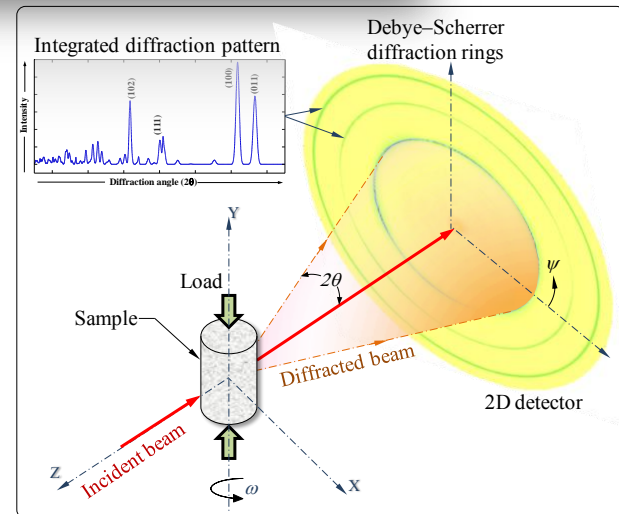 Debye–Scherrer
diffraction rings
Integrated diffraction pattern
Intensity
(102)
(111)
(100)
(011)
Diffraction angle (2θ)
Y
Load
Sample
2θ
ψ
Diffracted beam
2D detector
Incident beam
Z
X
ω